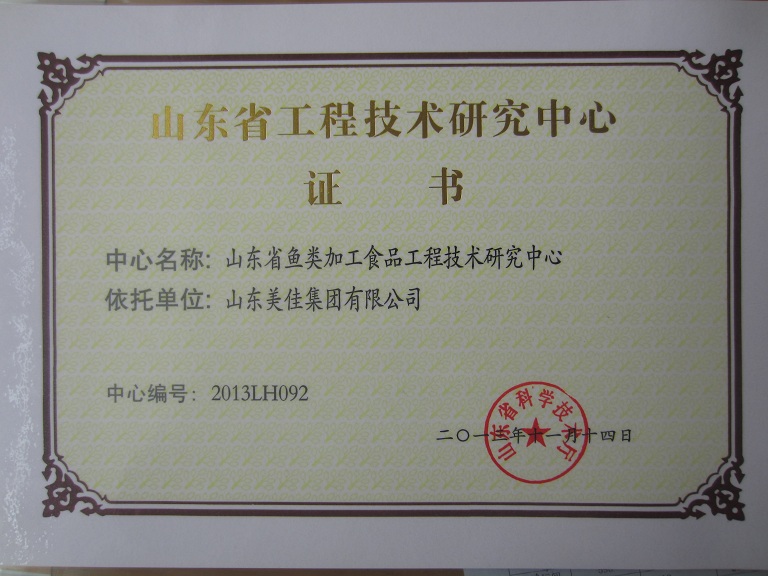 山东省工程技术研究中心
证 书
中心名称: 山东省鱼类加工食品工程技术研究中心
依托单位: 山东美佳集团有限公司
中心编号: 2013LH092
山东省科学技术厅
二〇一三年十一月十四日